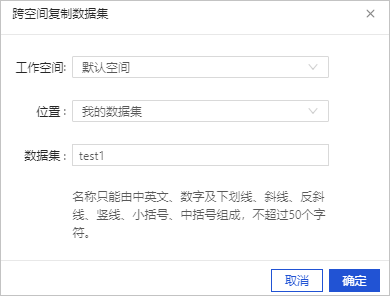 跨空间复制数据集
工作空间: 默认空间
位置 : 我的数据集
数据集 : test1
名称只能由中英文、数字及下划线、斜线、反斜
线、竖线、小括号、中括号组成，不超过50个字
符。
取消 确定